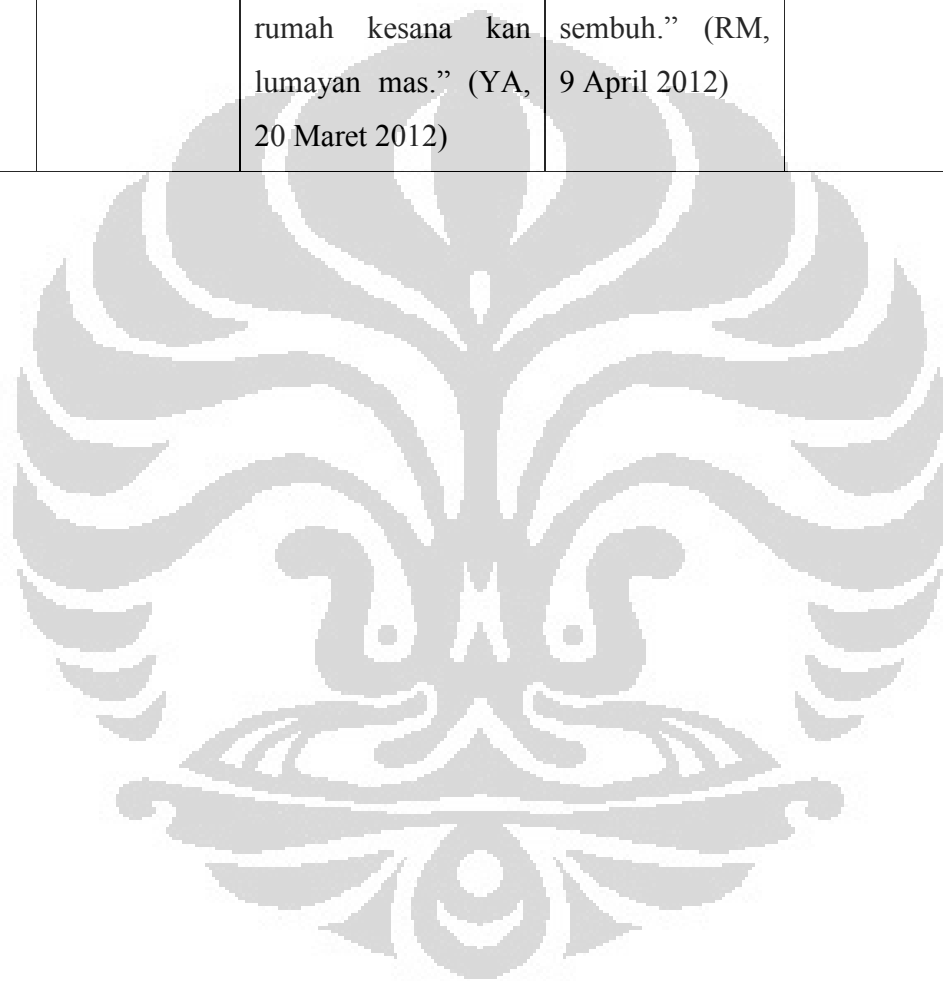 rumah kesana kan
lumayan mas.” (YA,
20 Maret 2012)
sembuh.” (RM,
9 April 2012)